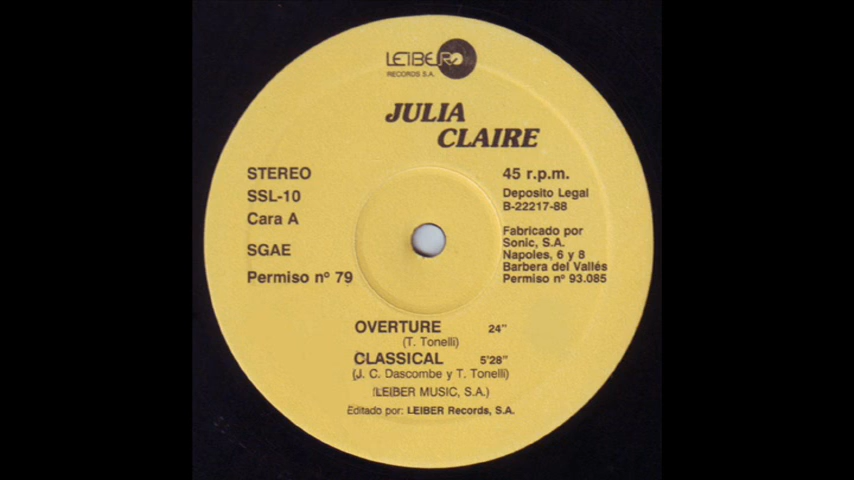 LEIBER
RECORDS S.A.
JULIA
CLAIRE
STEREO
SSL-10
Cara A
SGAE
Permiso nº 79
45 r.p.m.
Deposito Legal
B-22217-88
Fabricado por
Sonic, S.A.
Napoles, 6 y 8
Barbera del Vallés
Permiso nº 93.085
OVERTURE 24"
(T. Tonelli)
CLASSICAL 5'28"
(J. C. Dascombe y T. Tonelli)
(LEIBER MUSIC, S.A.)
Editado por: LEIBER Records, S.A.